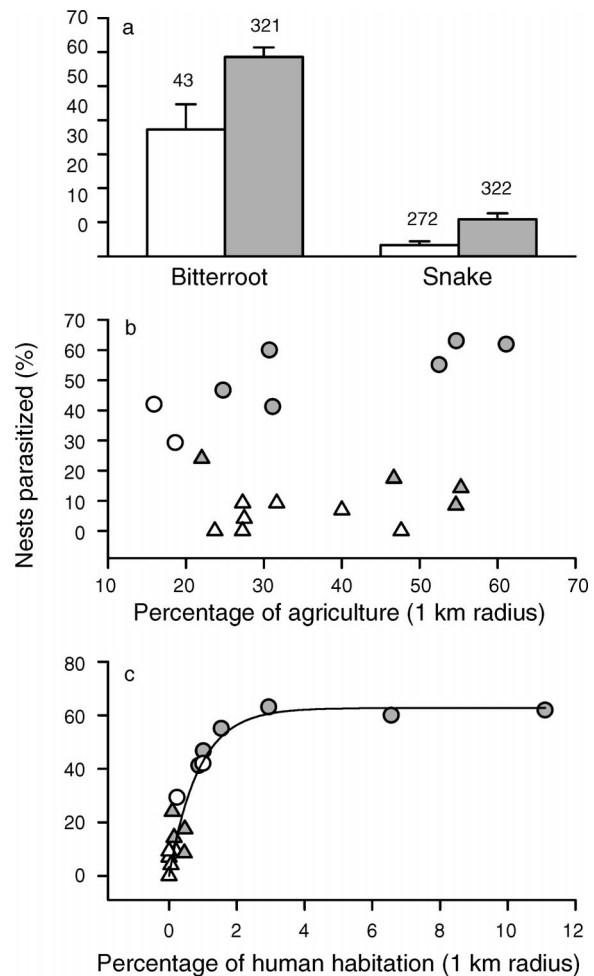 a
70
60
50
40
30
20
10
0
43
321
272
322
Bitterroot
Snake
b
70
60
50
40
30
20
10
0
10 20 30 40 50 60 70
Percentage of agriculture (1 km radius)
Nests parasitized (%)
c
80
60
40
20
0
0 2 4 6 8 10 12
Percentage of human habitation (1 km radius)